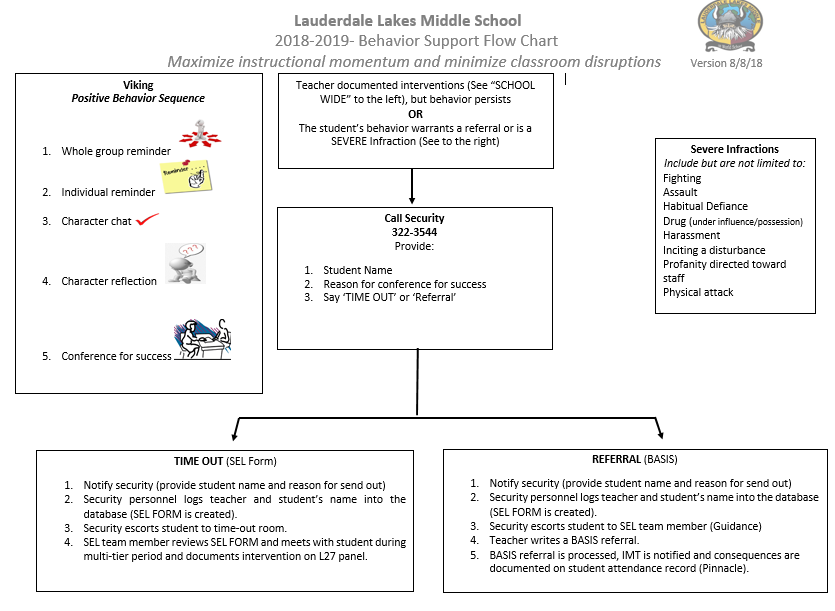 Lauderdale Lakes Middle School
2018-2019- Behavior Support Flow Chart
Maximize instructional momentum and minimize classroom disruptions
Version 8/8/18
Viking
Positive Behavior Sequence
1. Whole group reminder
Reminder
2. Individual reminder
3. Character chat
???
4. Character reflection
5. Conference for success
Teacher documented interventions (See “SCHOOL
WIDE” to the left), but behavior persists
OR
The student’s behavior warrants a referral or is a
SEVERE Infraction (See to the right)
Call Security
322-3544
Provide:
1. Student Name
2. Reason for conference for success
3. Say ‘TIME OUT’ or ‘Referral’
Severe Infractions
Include but are not limited to:
Fighting
Assault
Habitual Defiance
Drug (under influence/possession)
Harassment
Inciting a disturbance
Profanity directed toward
staff
Physical attack
TIME OUT (SEL Form)
1. Notify security (provide student name and reason for send out)
2. Security personnel logs teacher and student’s name into the
database (SEL FORM is created).
3. Security escorts student to time-out room.
4. SEL team member reviews SEL FORM and meets with student during
multi-tier period and documents intervention on L27 panel.
REFERRAL (BASIS)
1. Notify security (provide student name and reason for send out)
2. Security personnel logs teacher and student’s name into the database
(SEL FORM is created).
3. Security escorts student to SEL team member (Guidance)
4. Teacher writes a BASIS referral.
5. BASIS referral is processed, IMT is notified and consequences are
documented on student attendance record (Pinnacle).